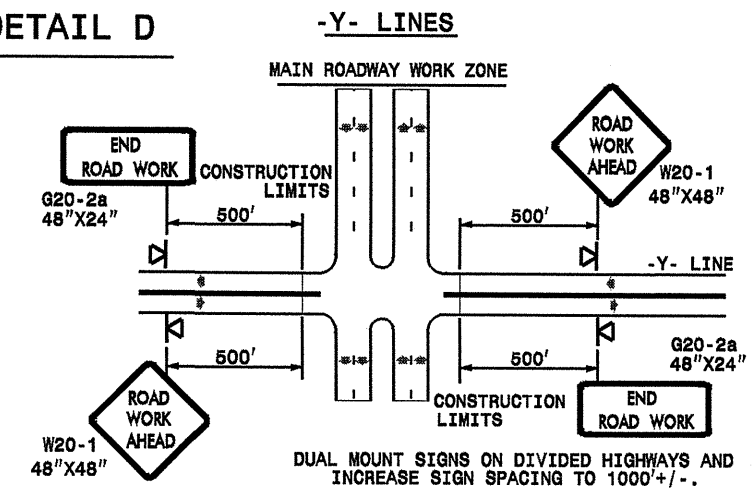 DETAIL D
-Y- LINES
MAIN ROADWAY WORK ZONE
END
ROAD WORK
G20-2a
48"X24"
CONSTRUCTION
LIMITS
500'
ROAD
WORK
AHEAD
W20-1
48"X48"
500'
-Y- LINE
500'
ROAD
WORK
AHEAD
W20-1
48"X48"
500'
G20-2a
48"X24"
CONSTRUCTION
LIMITS
END
ROAD WORK
DUAL MOUNT SIGNS ON DIVIDED HIGHWAYS AND
INCREASE SIGN SPACING TO 1000'+/-.